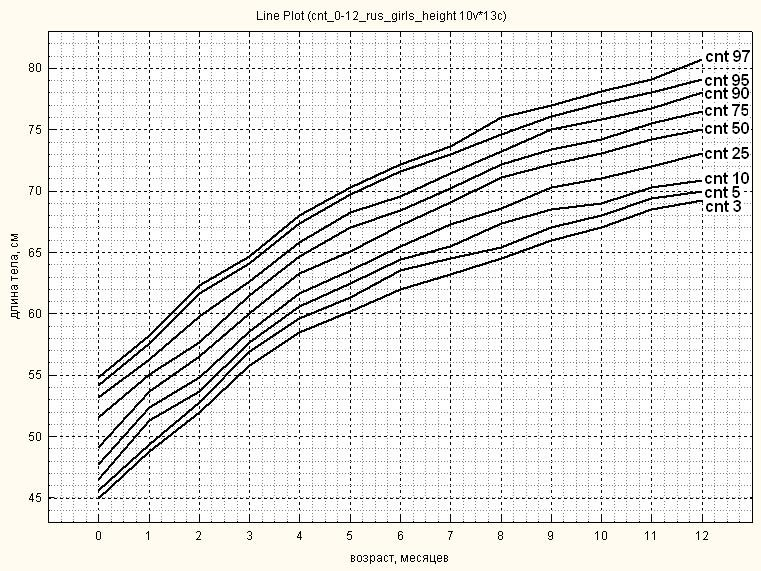 Line Plot (cnt_0-12_rus_girls_height 10v*13c)
80
75
70
65
60
55
50
45
длина тела, см
cnt 97
cnt 95
cnt 90
cnt 75
cnt 50
cnt 25
cnt 10
cnt 5
cnt 3
0 1 2 3 4 5 6 7 8 9 10 11 12
возраст, месяцев